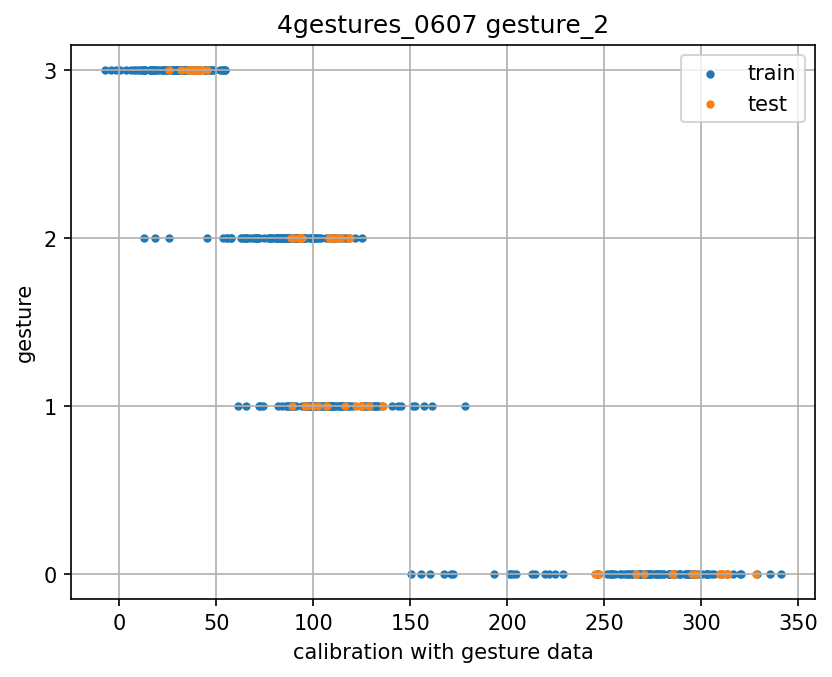 4gestures_0607 gesture_2
train
test
3
2
1
0
gesture
0 50 100 150 200 250 300 350
calibration with gesture data